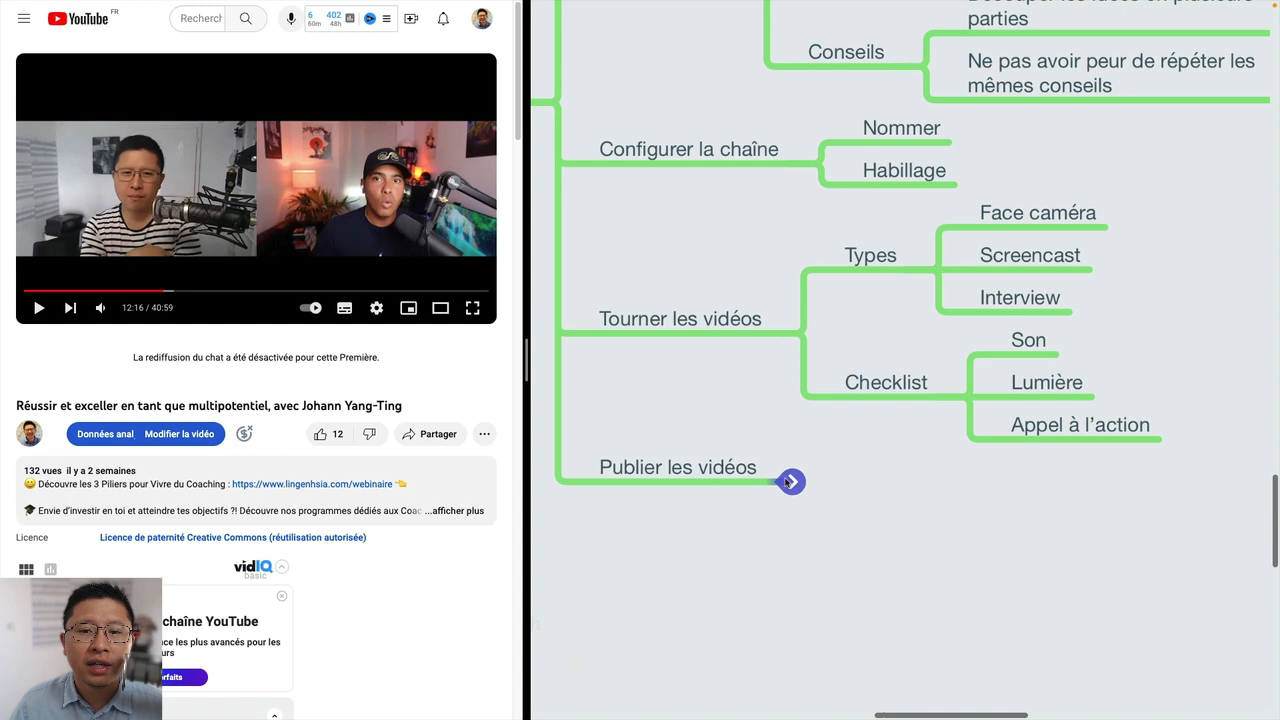 YouTube FR
Recherch
6
60m
402
48h
12:16 / 40:59
La rediffusion du chat a été désactivée pour cette Première.
Réussir et exceller en tant que multipotentiel, avec Johann Yang-Ting
Données anal
Modifier la vidéo
12
Partager
132 vues il y a 2 semaines
😀 Découvre les 3 Piliers pour Vivre du Coaching : https://www.lingenhsia.com/webinaire 👈
🎓 Envie d'investir en toi et atteindre tes objectifs ?! Découvre nos programmes dédiés aux Coac ...afficher plus
Licence
Licence de paternité Creative Commons (réutilisation autorisée)
vidIQ
basic
chaîne YouTube
ce les plus avancés pour les
urs
rfaits
parties
Conseils
Ne pas avoir peur de répéter les
mêmes conseils
Configurer la chaîne
Nommer
Habillage
Tourner les vidéos
Types
Face caméra
Screencast
Interview
Checklist
Son
Lumière
Appel à l'action
Publier les vidéos